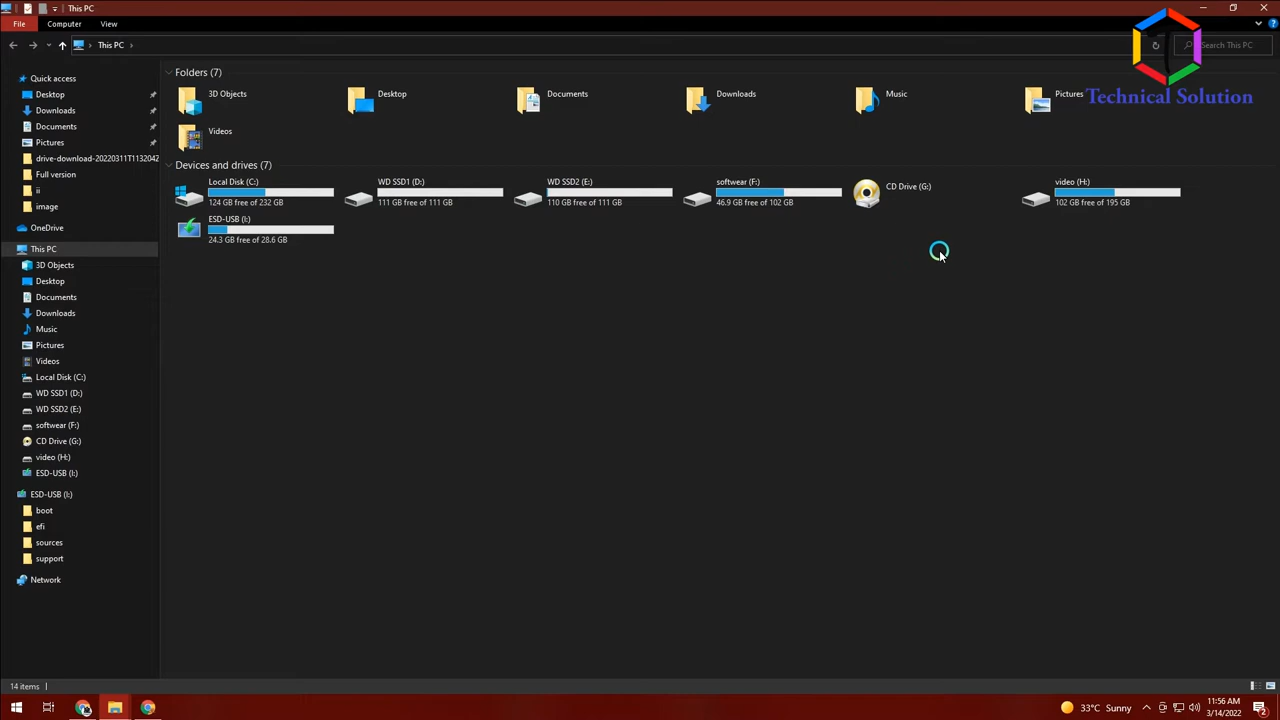 This PC
File
Computer
View
This PC
Search This PC
Technical Solution
Quick access
Desktop
Downloads
Documents
Pictures
drive-download-20220311T113204Z
Full version
ii
image
OneDrive
This PC
3D Objects
Desktop
Documents
Downloads
Music
Pictures
Videos
Local Disk (C:)
WD SSD1 (D:)
WD SSD2 (E:)
softwear (F:)
CD Drive (G:)
video (H:)
ESD-USB (I:)
ESD-USB (I:)
boot
efi
sources
support
Network
Folders (7)
3D Objects
Desktop
Documents
Downloads
Music
Pictures
Videos
Devices and drives (7)
Local Disk (C:)
124 GB free of 232 GB
WD SSD1 (D:)
111 GB free of 111 GB
WD SSD2 (E:)
110 GB free of 111 GB
softwear (F:)
46.9 GB free of 102 GB
CD Drive (G:)
video (H:)
102 GB free of 195 GB
ESD-USB (I:)
24.3 GB free of 28.6 GB
14 items
33°C Sunny
11:56 AM
3/14/2022
2